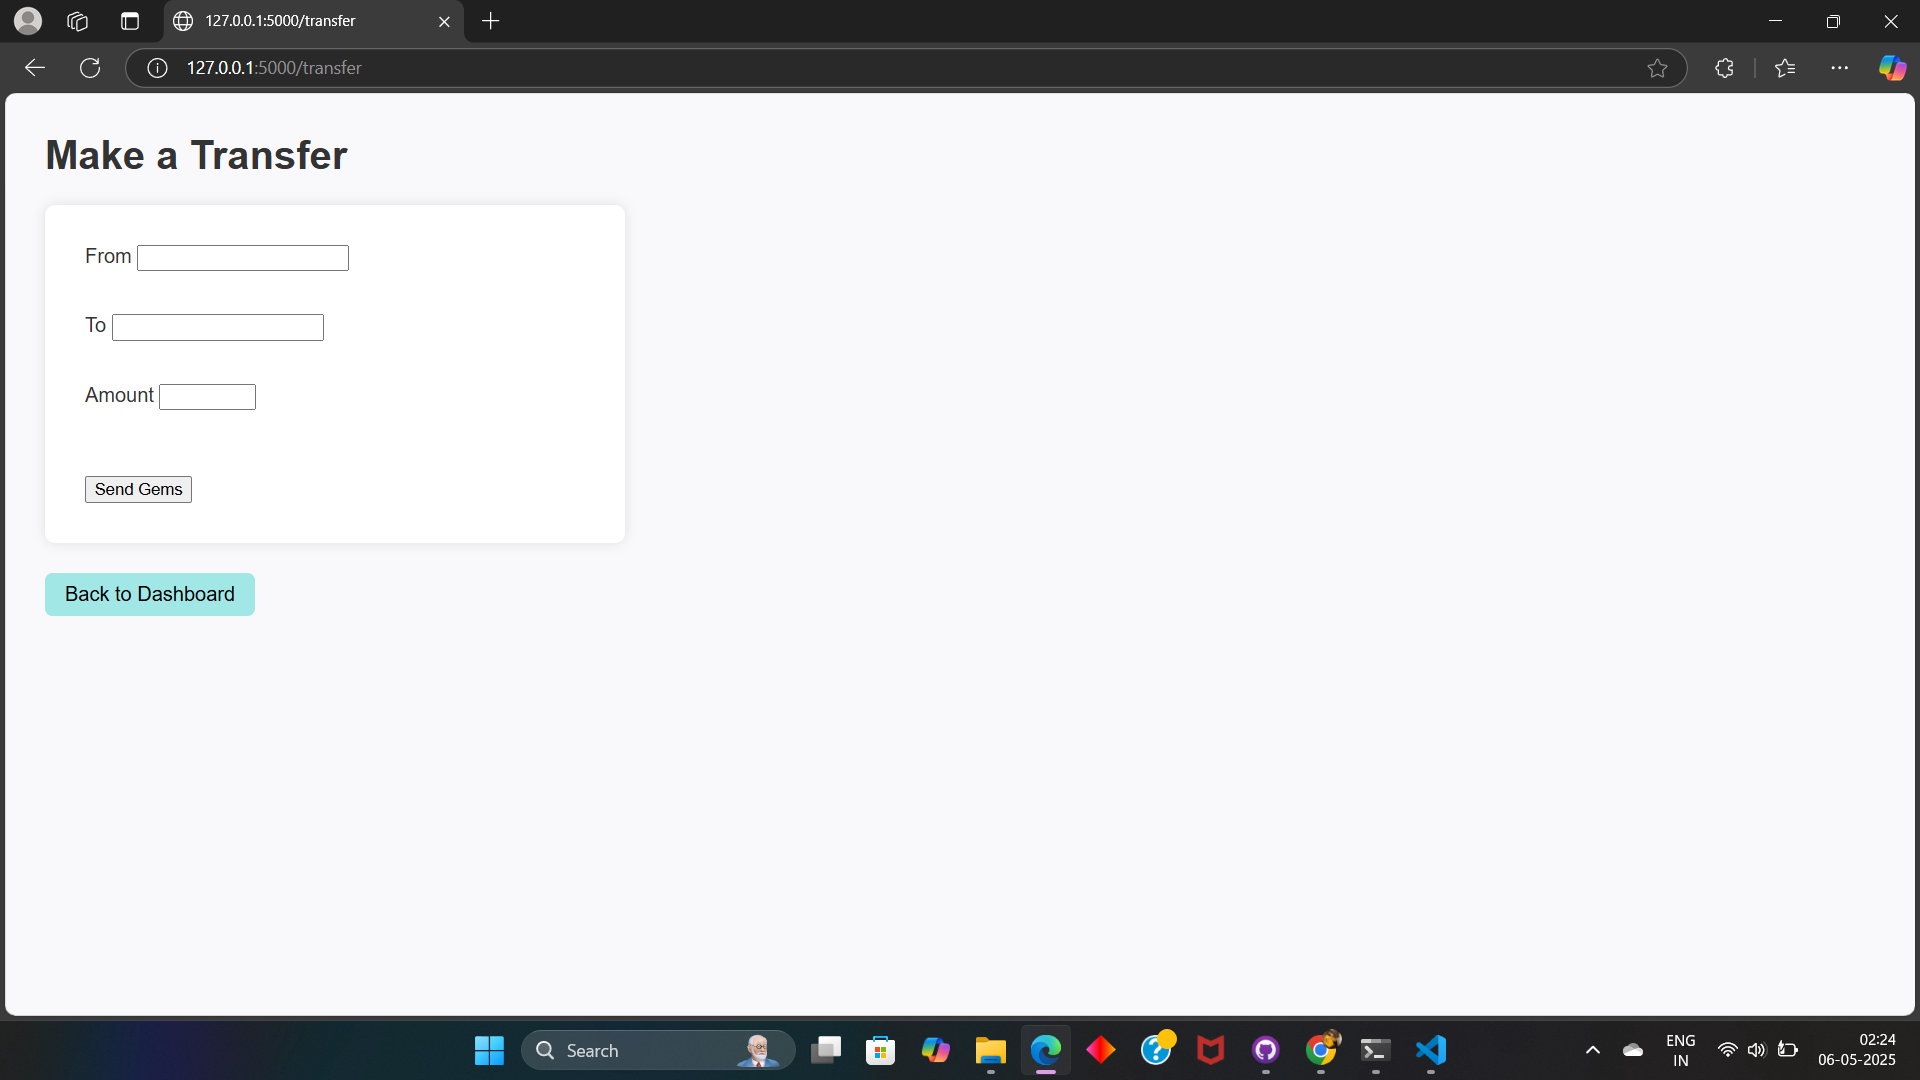 127.0.0.1:5000/transfer
127.0.0.1:5000/transfer
Make a Transfer
From
To
Amount
Send Gems
Back to Dashboard
Search
ENG
IN
02:24
06-05-2025